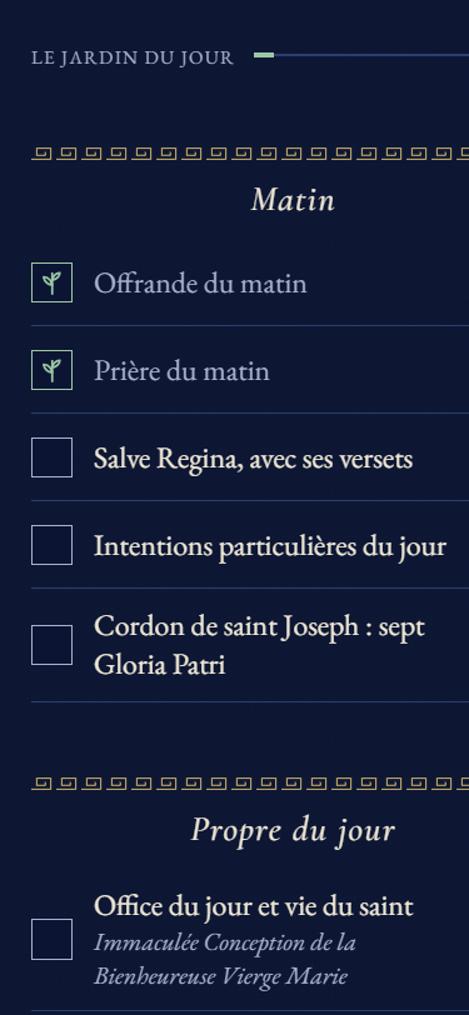 LE JARDIN DU JOUR
Matin
Offrande du matin
Prière du matin
Salve Regina, avec ses versets
Intentions particulières du jour
Cordon de saint Joseph : sept
Gloria Patri
Propre du jour
Office du jour et vie du saint
Immaculée Conception de la
Bienheureuse Vierge Marie